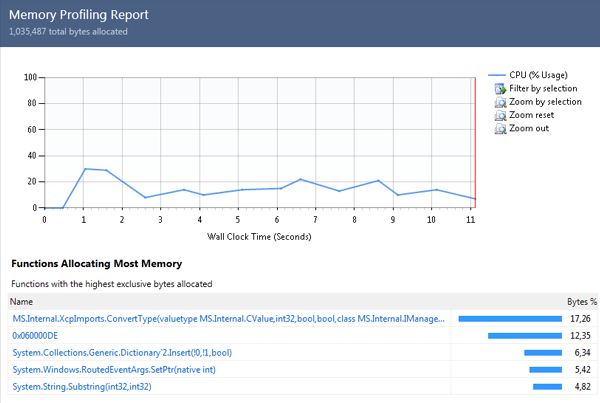 Memory Profiling Report
1,035,487 total bytes allocated
100
80
60
40
20
0
0 1 2 3 4 5 6 7 8 9 10 11
Wall Clock Time (Seconds)
CPU (% Usage)
Filter by selection
Zoom by selection
Zoom reset
Zoom out
Functions Allocating Most Memory
Functions with the highest exclusive bytes allocated
Name Bytes %
MS.Internal.XcpImports.ConvertType(valuetype MS.Internal.CValue,int32,bool,bool,class MS.Internal.IManage... 17,26
0x060000DE 12,35
System.Collections.Generic.Dictionary`2.Insert(!0,!1,bool) 6,34
System.Windows.RoutedEventArgs.SetPtr(native int) 5,42
System.String.Substring(int32,int32) 4,82